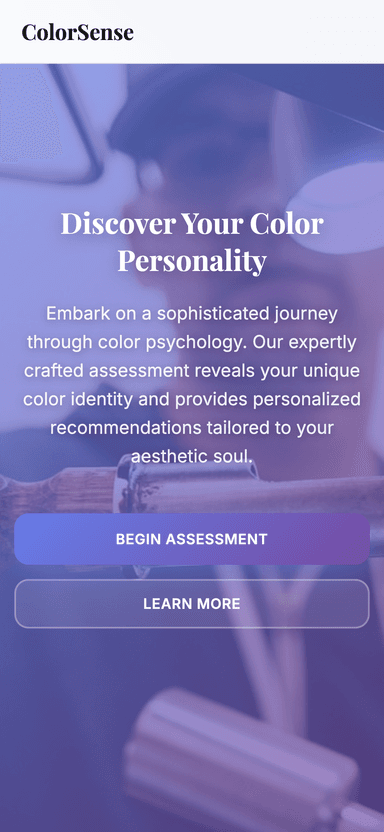 ColorSense
Discover Your Color
Personality
Embark on a sophisticated journey
through color psychology. Our expertly
crafted assessment reveals your unique
color identity and provides personalized
recommendations tailored to your
aesthetic soul.
BEGIN ASSESSMENT
LEARN MORE